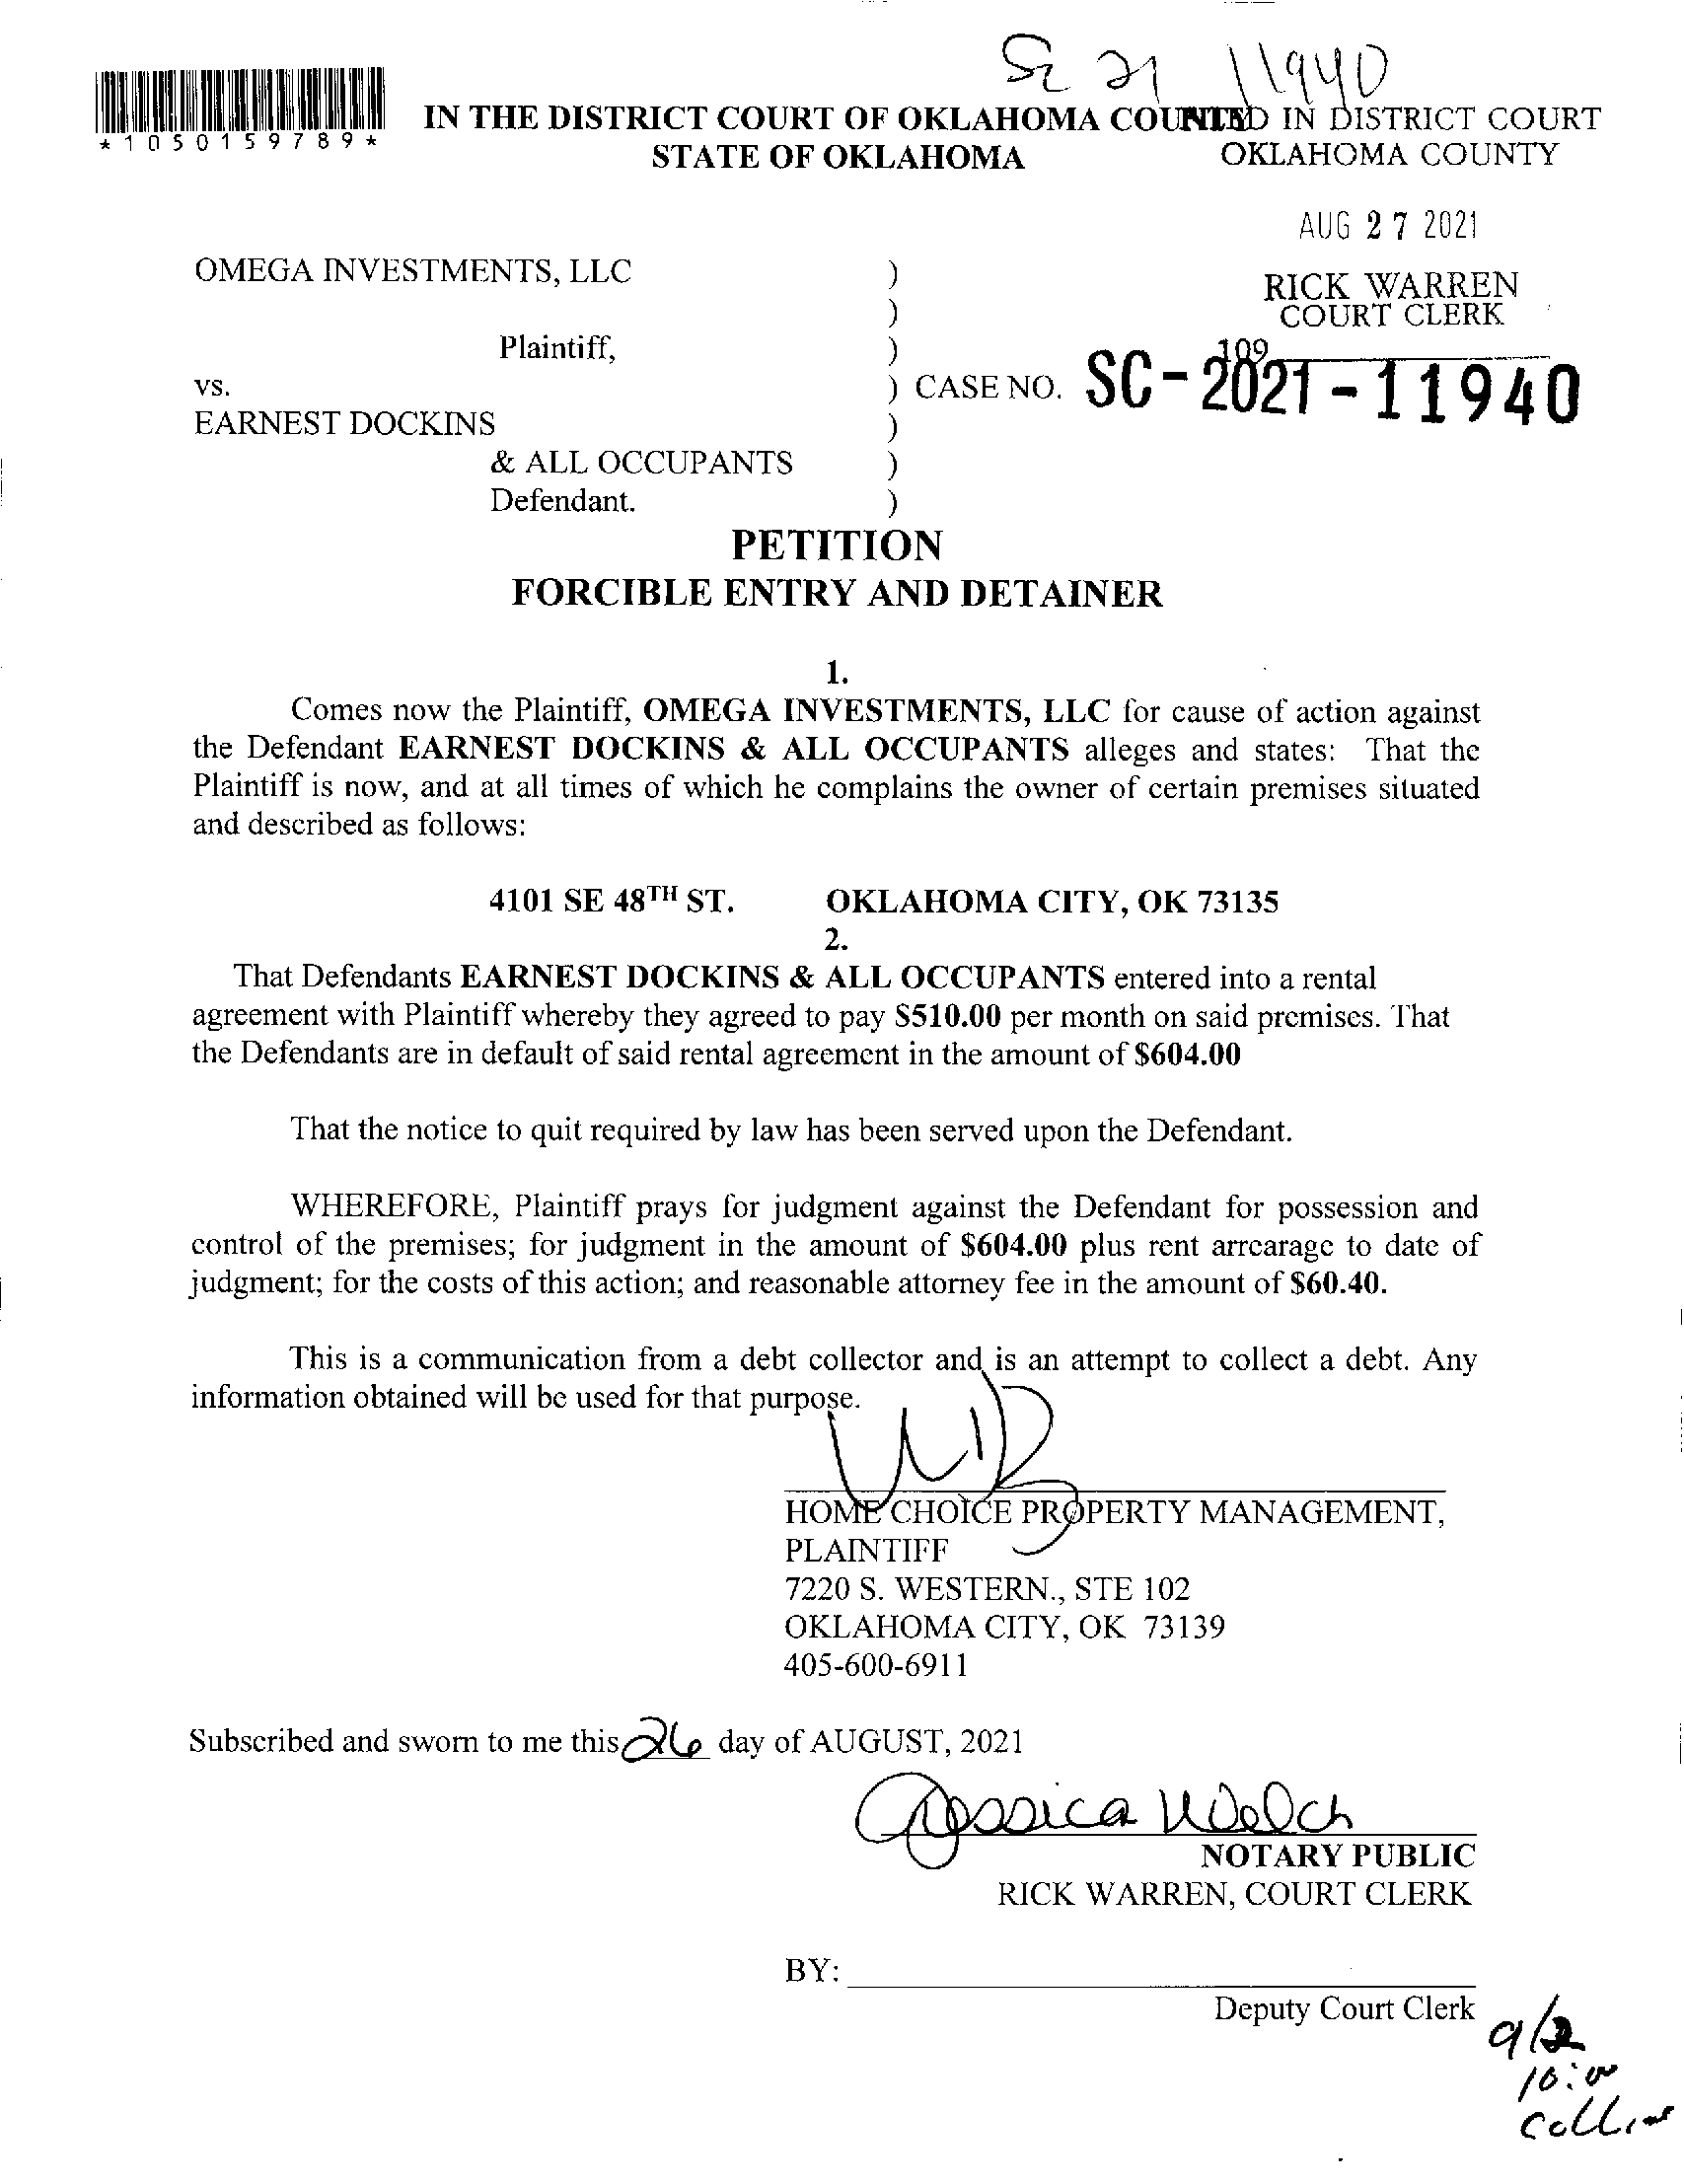 SC 21 11940
*1050159789*
IN THE DISTRICT COURT OF OKLAHOMA COUNTY
STATE OF OKLAHOMA
IN DISTRICT COURT
OKLAHOMA COUNTY
AUG 27 2021
RICK WARREN
COURT CLERK
109
OMEGA INVESTMENTS, LLC )
)
Plaintiff, )
vs. ) CASE NO. SC-2021-11940
EARNEST DOCKINS )
& ALL OCCUPANTS )
Defendant. )
PETITION
FORCIBLE ENTRY AND DETAINER
1.
Comes now the Plaintiff, OMEGA INVESTMENTS, LLC for cause of action against
the Defendant EARNEST DOCKINS & ALL OCCUPANTS alleges and states: That the
Plaintiff is now, and at all times of which he complains the owner of certain premises situated
and described as follows:
4101 SE 48TH ST. OKLAHOMA CITY, OK 73135
2.
That Defendants EARNEST DOCKINS & ALL OCCUPANTS entered into a rental
agreement with Plaintiff whereby they agreed to pay $510.00 per month on said premises. That
the Defendants are in default of said rental agreement in the amount of $604.00
That the notice to quit required by law has been served upon the Defendant.
WHEREFORE, Plaintiff prays for judgment against the Defendant for possession and
control of the premises; for judgment in the amount of $604.00 plus rent arrearage to date of
judgment; for the costs of this action; and reasonable attorney fee in the amount of $60.40.
This is a communication from a debt collector and is an attempt to collect a debt. Any
information obtained will be used for that purpose.
HOME CHOICE PROPERTY MANAGEMENT,
PLAINTIFF
7220 S. WESTERN., STE 102
OKLAHOMA CITY, OK 73139
405-600-6911
Subscribed and sworn to me this 26 day of AUGUST, 2021
Jessica Welch
NOTARY PUBLIC
RICK WARREN, COURT CLERK
BY:
Deputy Court Clerk
9/2
10:00
Collins